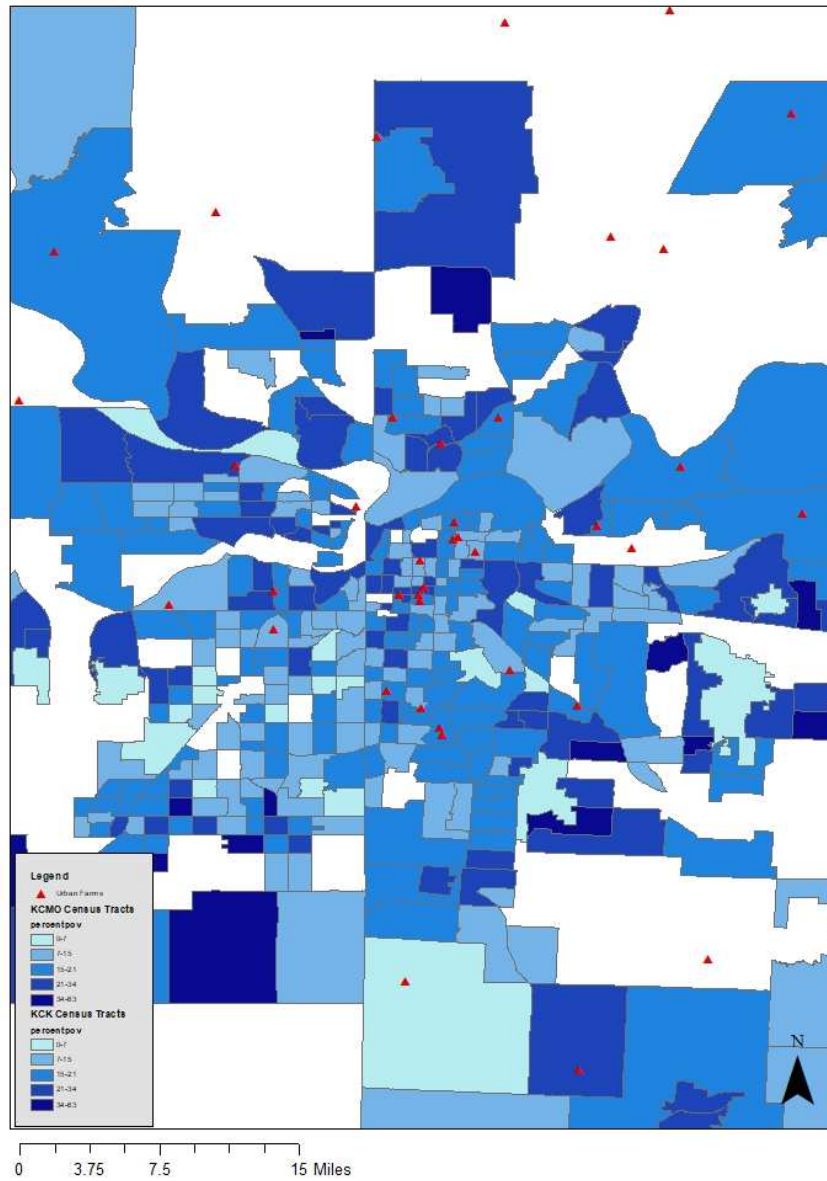 N
Legend
Urban Farms
KCMO Census Tracts
percentpov
0-7
7-15
15-21
21-34
34-63
KCK Census Tracts
percentpov
0-7
7-15
15-21
21-34
34-63
0 3.75 7.5 15 Miles